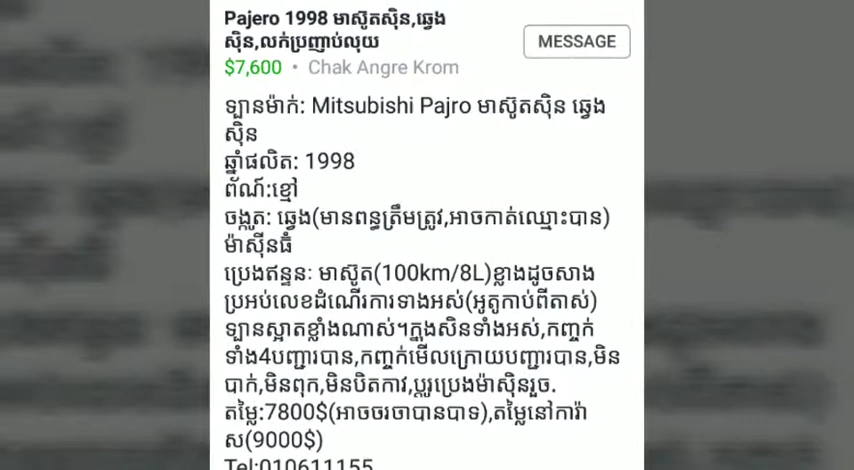 Pajero 1998 មាស៊ូតស៊ិន,ឆ្វេង
ស៊ិន,លក់ប្រញាប់លុយ
MESSAGE
$7,600 • Chak Angre Krom
ឡានម៉ាក់: Mitsubishi Pajro មាស៊ូតស៊ិន ឆ្វេង
ស៊ិន
ឆ្នាំផលិត: 1998
ព័ណ៍:ខ្មៅ
ចង្កូត: ឆ្វេង(មានពន្ធត្រឹមត្រូវ,អាចកាត់ឈ្មោះបាន)
ម៉ាស៊ីនធំ
ប្រេងឥន្ទនៈ មាស៊ូត(100km/8L)ខ្លាងដូចសាង
ប្រអប់លេខដំណើរការទាងអស់(អូតូកាប់ពីតាស់)
ឡានស្អាតខ្លាំងណាស់។ក្នុងសិនទាំងអស់,កញ្ចក់
ទាំង4បញ្ជារបាន,កញ្ចក់មើលក្រោយបញ្ជារបាន,មិន
បាក់,មិនពុក,មិនបិតកាវ,ប្តូរប្រេងម៉ាស៊ិនរួច.
តម្លៃ:7800$(អាចចរចាបានបាទ),តម្លៃនៅការ៉ា
ស(9000$)
Tel:010611155